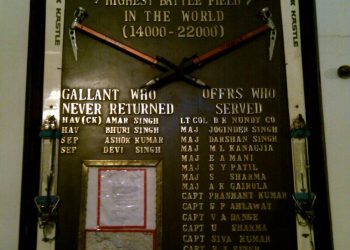 HIGHEST BATTLE FIELD
IN THE WORLD
(14000-22000)
KASTLE
KASTLE
GALLANT WHO
NEVER RETURNED
HAV(CK) AMAR SINGH
HAV BHURI SINGH
SEP ASHOK KUMAR
SEP DEVI SINGH
OFFRS WHO
SERVED
LT COL B K NUNDY CO
MAJ JOGINDER SINGH
MAJ DARSHAN SINGH
MAJ M L KANAUJIA
MAJ E A MANI
MAJ S Y PATIL
MAJ S SHARMA
MAJ A K GAIROLA
CAPT PRASHANT KUMAR
CAPT S P AHLAWAT
CAPT V A DANGE
CAPT U SHARMA
CAPT SIVA KUMAR